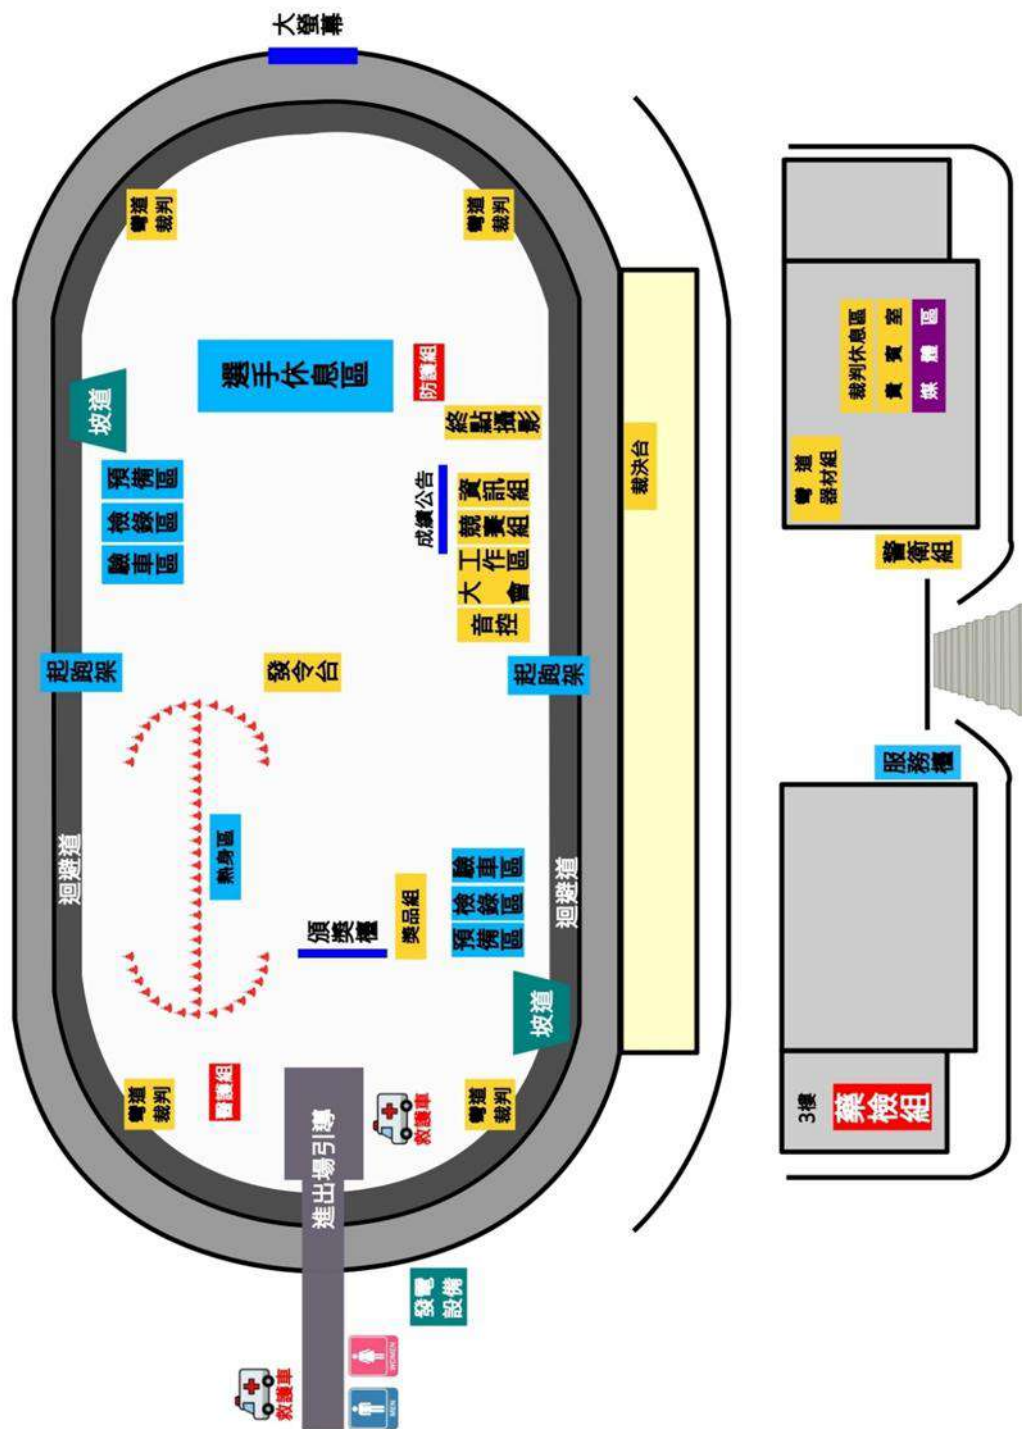 大螢幕
彎道
裁判
彎道
裁判
坡道
選手休息區
防護組
終點攝影
預備區
檢錄區
驗車區
成績公告
資訊組
競賽組
大會
工作區
音控
裁決台
起跑架
發令台
起跑架
迴避道
熱身區
頒獎檯
獎品組
驗車區
檢錄區
預備區
迴避道
坡道
彎道
裁判
醫護組
進出場引導
救護車
彎道
裁判
發電
設備
救護車
WOMEN
MEN
裁判休息區
貴賓室
媒體區
彎道
器材組
警衛組
服務檯
3樓
藥檢組